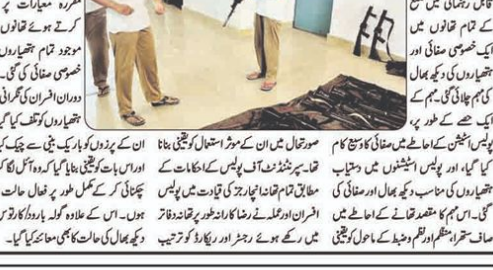 قابل رہنمائی میں ضلع
کے تمام تھانوں میں
ایک خصوصی صفائی اور
ہتھیاروں کی دیکھ بھال
کی مہم چلائی گئی۔ مہم کے
ایک حصے کے طور پر،
پولیس اسٹیشن کے احاطے میں صفائی کا وسیع کام
کیا گیا، اور پولیس اسٹیشنوں میں دستیاب
ہتھیاروں کی مناسب دیکھ بھال اور صفائی کی
گئی۔ اس مہم کا مقصد تھانے کے احاطے میں
صاف ستھرا، منظم اور نظم و ضبط کے ماحول کو یقینی
صورتحال میں ان کے موثر استعمال کو یقینی بنانا
تھا۔ سپرنٹنڈنٹ آف پولیس کے احکامات کے
مطابق تمام تھانہ انچارجز کی قیادت میں پولیس
افسران اور عملہ نے رضا کارانہ طور پر تھانہ دفاتر
میں رکھے ہوئے رجسٹر اور ریکارڈ کو ترتیب
مقررہ معیارات پر
کرتے ہوئے تھانوں
موجود تمام ہتھیاروں
خصوصی صفائی کی گئی۔
دوران افسران کی نگرانی
ہتھیاروں کو تلف کیا گیا
ان کے پرزوں کو باریک بینی سے چیک کیا
اور اس بات کو یقینی بنایا گیا کہ وہ آئل لگا
چکنائی کر کے مکمل طور پر فعال حالت
ہوں۔ اس کے علاوہ گولہ بارود/کارتوس
دیکھ بھال کی حالت کا بھی معائنہ کیا گیا۔